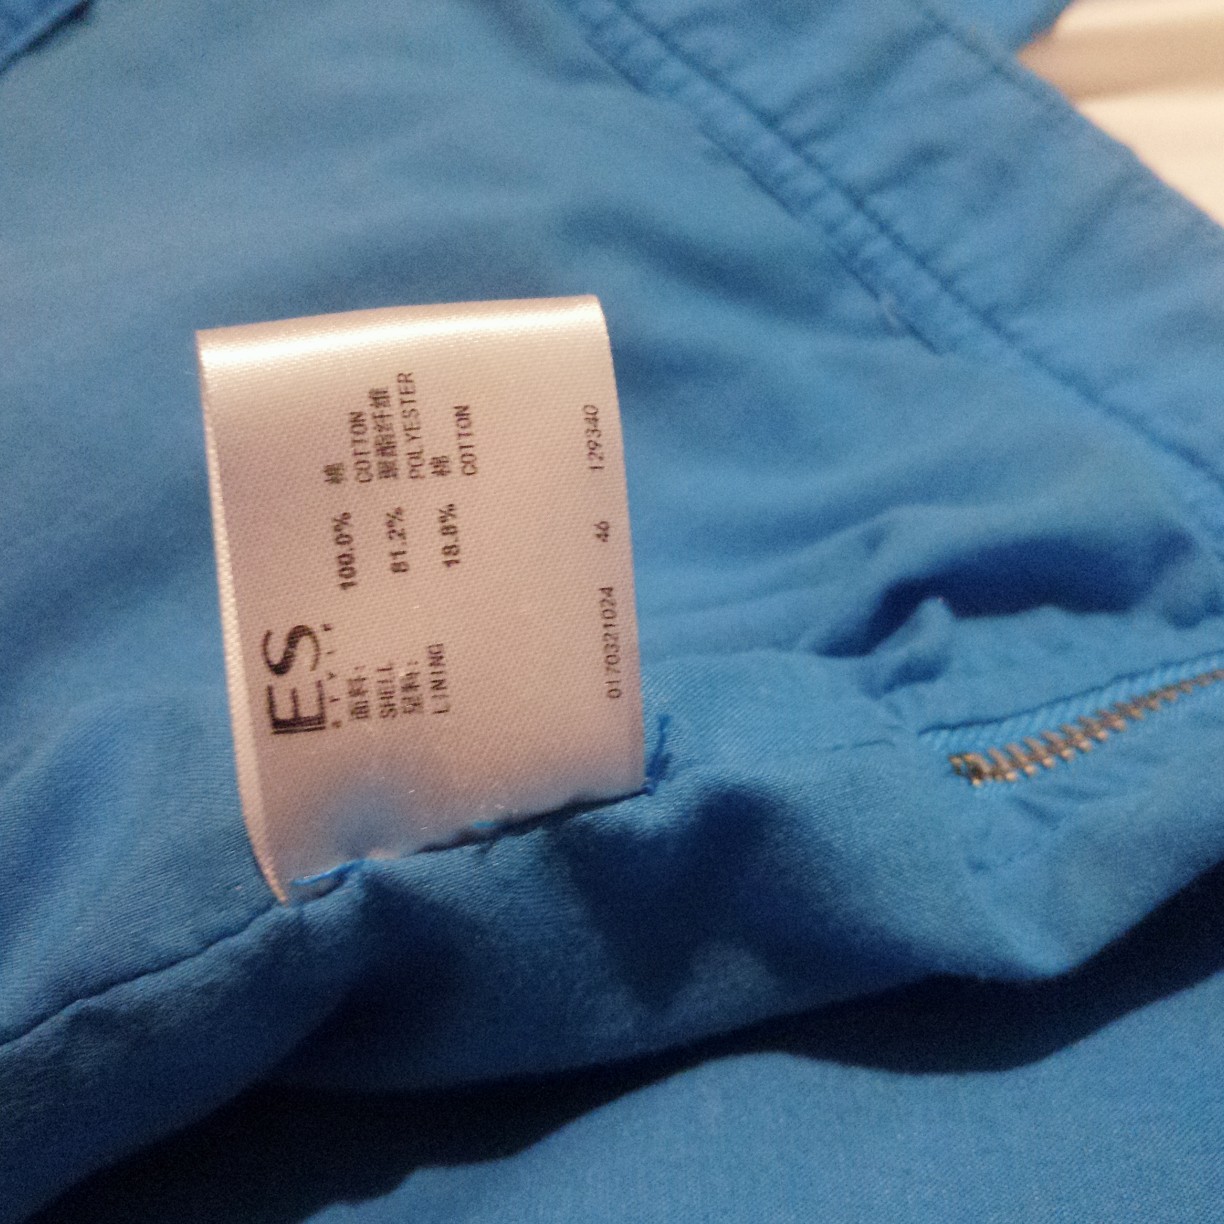 ES
面料: 100.0% 棉
SHELL COTTON
里料: 81.2% 聚酯纤维
LINING POLYESTER
18.8% 棉
COTTON
0170321024 46 129340